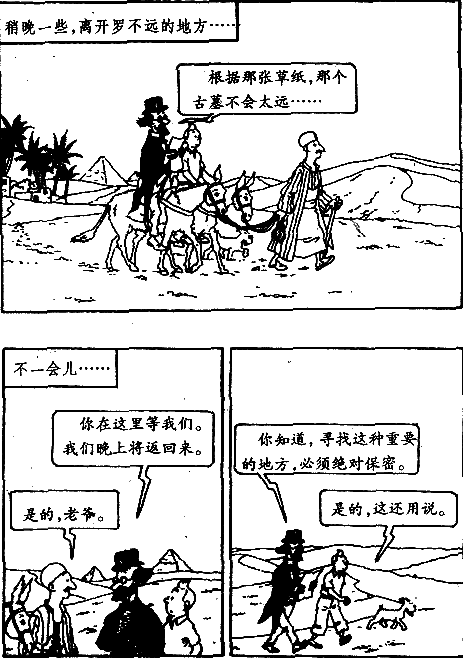 稍晚一些,离开罗不远的地方……
根据那张草纸,那个
古墓不会太远……
不一会儿……
你在这里等我们。
我们晚上将返回来。
是的,老爷。
你知道,寻找这种重要
的地方,必须绝对保密。
是的,这还用说。